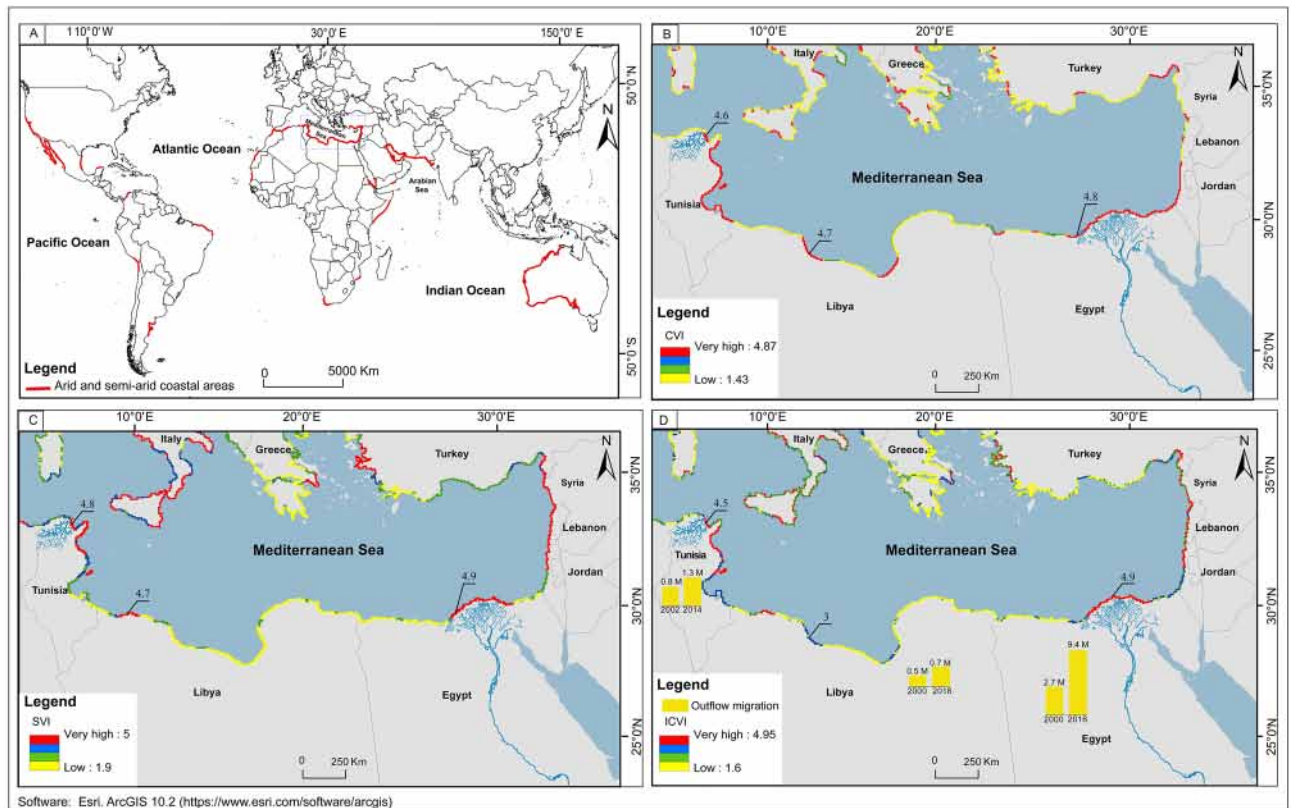 A
110°'0"W
30°0'E
150°0'E
50°0'N
N
Mediterranean
Sea
Atlantic Ocean
Arabian
Sea
Pacific Ocean
Indian Ocean
50°0'S
Legend
Arid and semi-arid coastal areas
0
5000 Km
B
10°0'E
20°0'E
30°0'E
Italy
Greece
Turkey
N
35°0'N
Syria
4.6
Lebanon
Mediterranean Sea
Jordan
Tunisia
4.8
4.7
30°0'N
Libya
Egypt
Legend
CVI
Very high : 4.87
Low : 1.43
0
250 Km
25°0'N
C
10°0'E
20°0'E
30°0'E
Italy
Greece
Turkey
N
35°0'N
Syria
4.8
Lebanon
Mediterranean Sea
Jordan
Tunisia
4.9
4.7
30°0'N
Libya
Egypt
Legend
SVI
Very high : 5
Low : 1.9
0
250 Km
25°0'N
D
10°0'E
20°0'E
30°0'E
Italy
Greece
Turkey
N
35°0'N
Syria
4.5
Lebanon
Mediterranean Sea
Tunisia
Jordan
1.3 M
0.8 M
4.9
2002 2014
3
30°0'N
9.4 M
0.5 M
0.7 M
2.7 M
Libya
2000 2018
2000 2016
Egypt
Legend
Outflow migration
ICVI
Very high : 4.95
Low : 1.6
0
250 Km
25°0'N
Software: Esri. ArcGIS 10.2 (https://www.esri.com/software/arcgis)